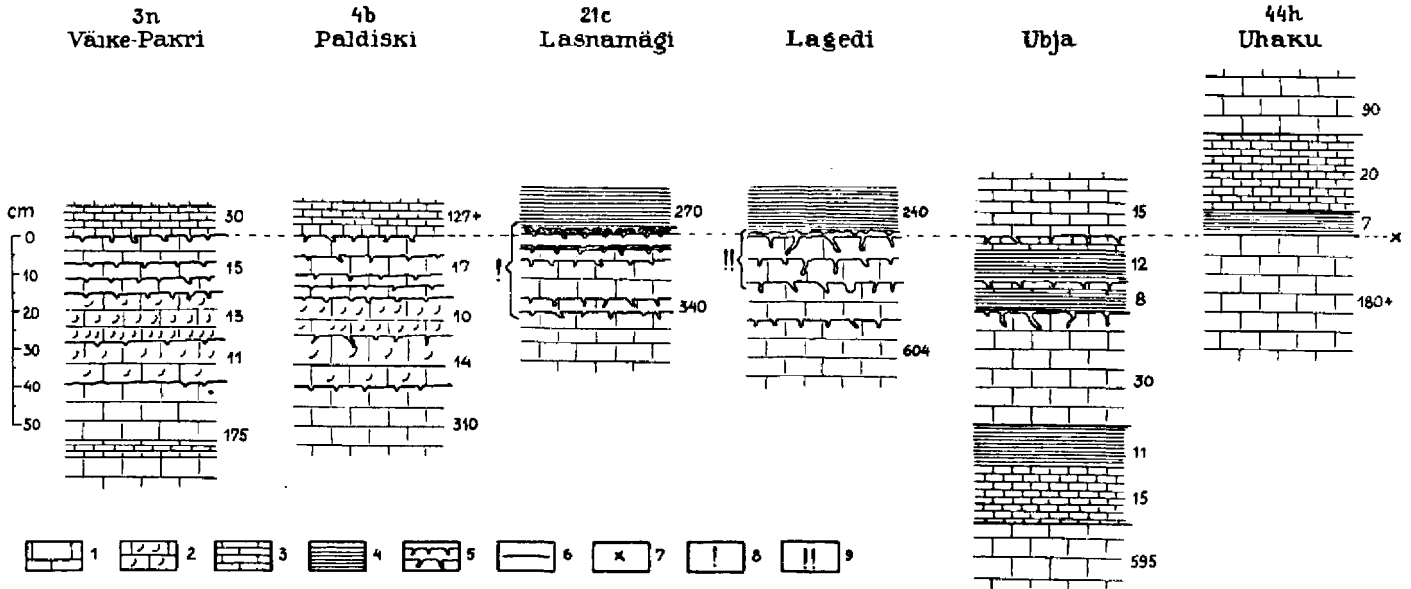 3n 4b 21c 44h
Väike-Pakri Paldiski Lasnamägi Lagedi Ubja Uhaku
90
20
cm 30 127+ 270 240 15 7
0 x
10 15 17 ! !! 12
20 13 10 340 8 180+
30 11 14 604
40 30
50 175 310
11
15
1 2 3 4 5 6 x 7 ! 8 !! 9
595